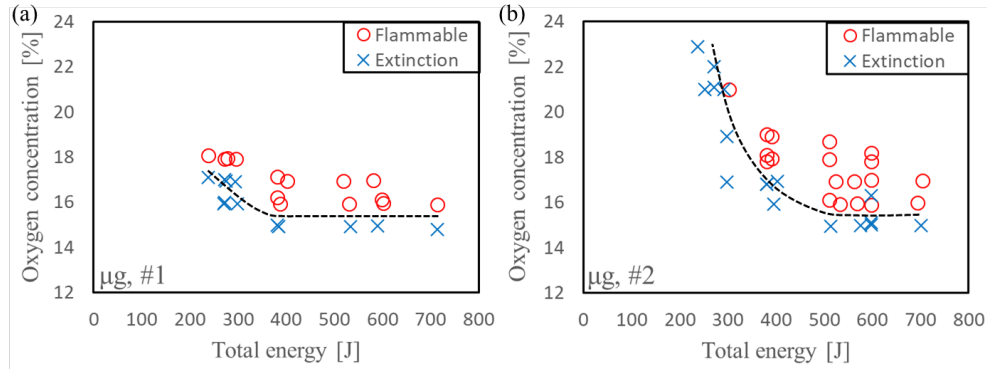 (a)
24
22
20
18
16
14
12
Oxygen concentration [%]
Flammable
Extinction
μg, #1
0 100 200 300 400 500 600 700 800
Total energy [J]
(b)
24
22
20
18
16
14
12
Oxygen concentration [%]
Flammable
Extinction
μg, #2
0 100 200 300 400 500 600 700 800
Total energy [J]